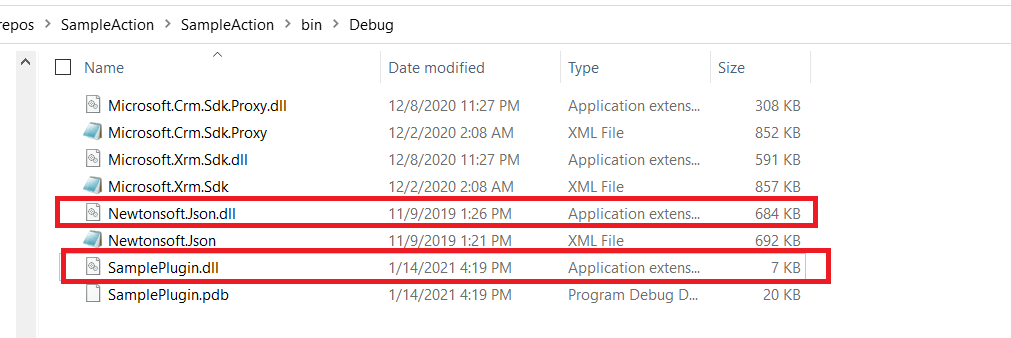 repos > SampleAction > SampleAction > bin > Debug
Name Date modified Type Size
Microsoft.Crm.Sdk.Proxy.dll 12/8/2020 11:27 PM Application extens... 308 KB
Microsoft.Crm.Sdk.Proxy 12/2/2020 2:08 AM XML File 852 KB
Microsoft.Xrm.Sdk.dll 12/8/2020 11:27 PM Application extens... 591 KB
Microsoft.Xrm.Sdk 12/2/2020 2:08 AM XML File 857 KB
NewtonsoftJson.dll 11/9/2019 1:26 PM Application extens... 684 KB
Newtonsoft.Json 11/9/2019 1:21 PM XML File 692 KB
SamplePlugin.dll 1/14/2021 4:19 PM Application extens... 7 KB
SamplePlugin.pdb 1/14/2021 4:19 PM Program Debug D... 20 KB